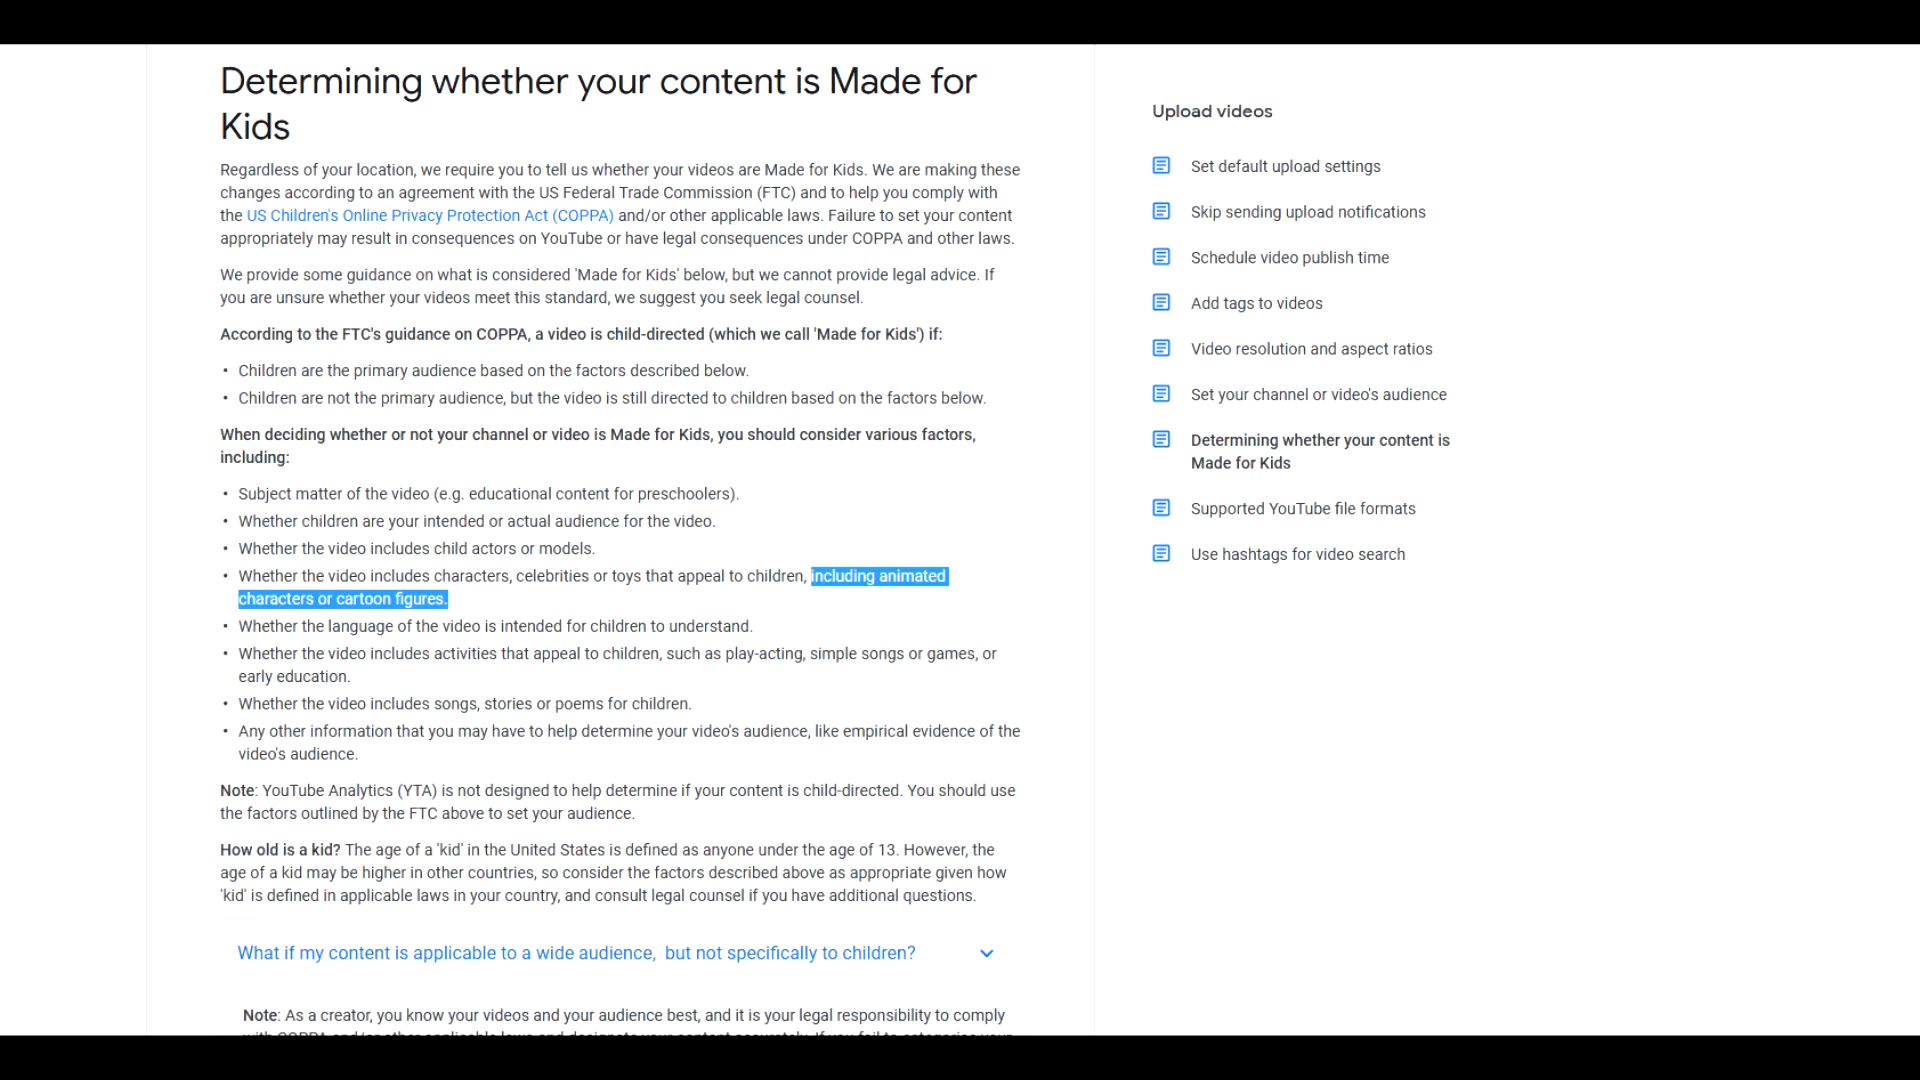 Determining whether your content is Made for
Kids
Regardless of your location, we require you to tell us whether your videos are Made for Kids. We are making these
changes according to an agreement with the US Federal Trade Commission (FTC) and to help you comply with
the US Children's Online Privacy Protection Act (COPPA) and/or other applicable laws. Failure to set your content
appropriately may result in consequences on YouTube or have legal consequences under COPPA and other laws.
We provide some guidance on what is considered 'Made for Kids' below, but we cannot provide legal advice. If
you are unsure whether your videos meet this standard, we suggest you seek legal counsel.
According to the FTC's guidance on COPPA, a video is child-directed (which we call 'Made for Kids') if:
• Children are the primary audience based on the factors described below.
• Children are not the primary audience, but the video is still directed to children based on the factors below.
When deciding whether or not your channel or video is Made for Kids, you should consider various factors,
including:
• Subject matter of the video (e.g. educational content for preschoolers).
• Whether children are your intended or actual audience for the video.
• Whether the video includes child actors or models.
• Whether the video includes characters, celebrities or toys that appeal to children, including animated
characters or cartoon figures.
• Whether the language of the video is intended for children to understand.
• Whether the video includes activities that appeal to children, such as play-acting, simple songs or games, or
early education.
• Whether the video includes songs, stories or poems for children.
• Any other information that you may have to help determine your video's audience, like empirical evidence of the
video's audience.
Note: YouTube Analytics (YTA) is not designed to help determine if your content is child-directed. You should use
the factors outlined by the FTC above to set your audience.
How old is a kid? The age of a 'kid' in the United States is defined as anyone under the age of 13. However, the
age of a kid may be higher in other countries, so consider the factors described above as appropriate given how
'kid' is defined in applicable laws in your country, and consult legal counsel if you have additional questions.
What if my content is applicable to a wide audience, but not specifically to children?
Note: As a creator, you know your videos and your audience best, and it is your legal responsibility to comply
Upload videos
Set default upload settings
Skip sending upload notifications
Schedule video publish time
Add tags to videos
Video resolution and aspect ratios
Set your channel or video's audience
Determining whether your content is
Made for Kids
Supported YouTube file formats
Use hashtags for video search